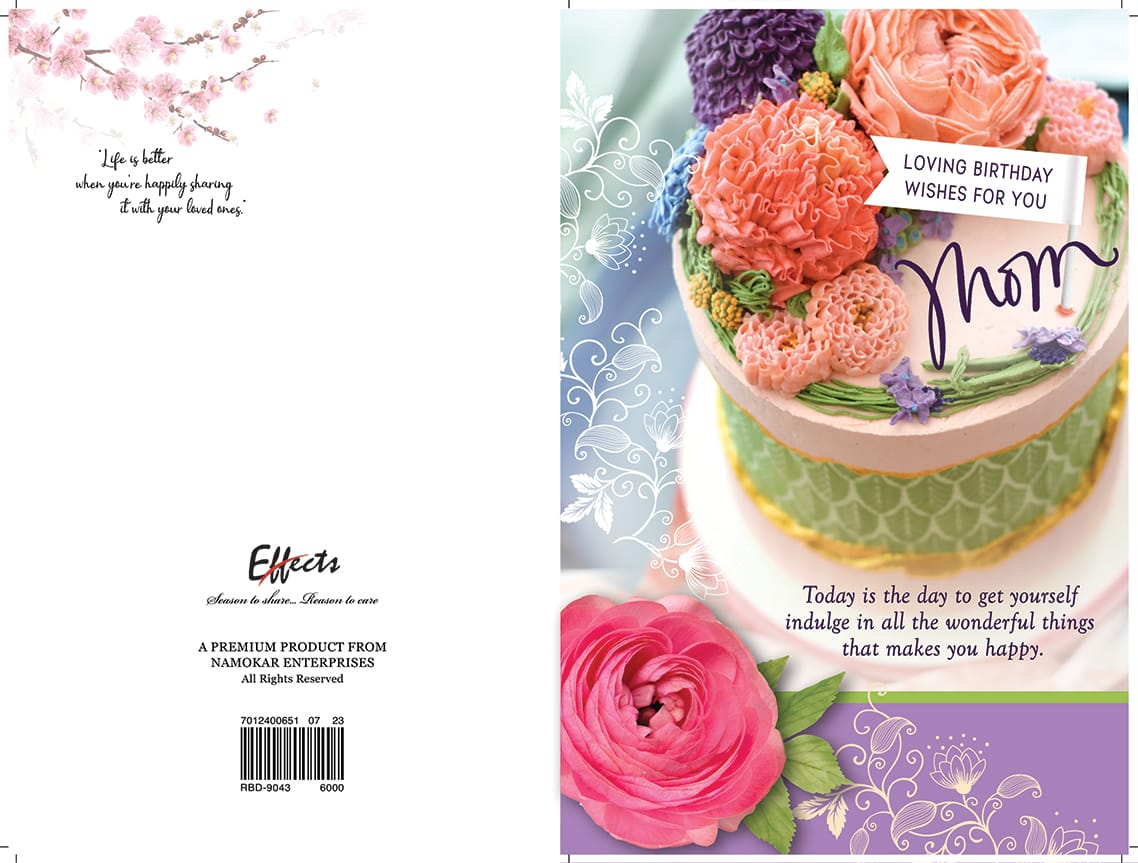 "Life is better
when you're happily sharing
it with your loved ones."
Effects
Season to share... Reason to care
A PREMIUM PRODUCT FROM
NAMOKAR ENTERPRISES
All Rights Reserved
7012400651 07 23
RBD-9043 6000
LOVING BIRTHDAY
WISHES FOR YOU
Mom
Today is the day to get yourself
indulge in all the wonderful things
that makes you happy.